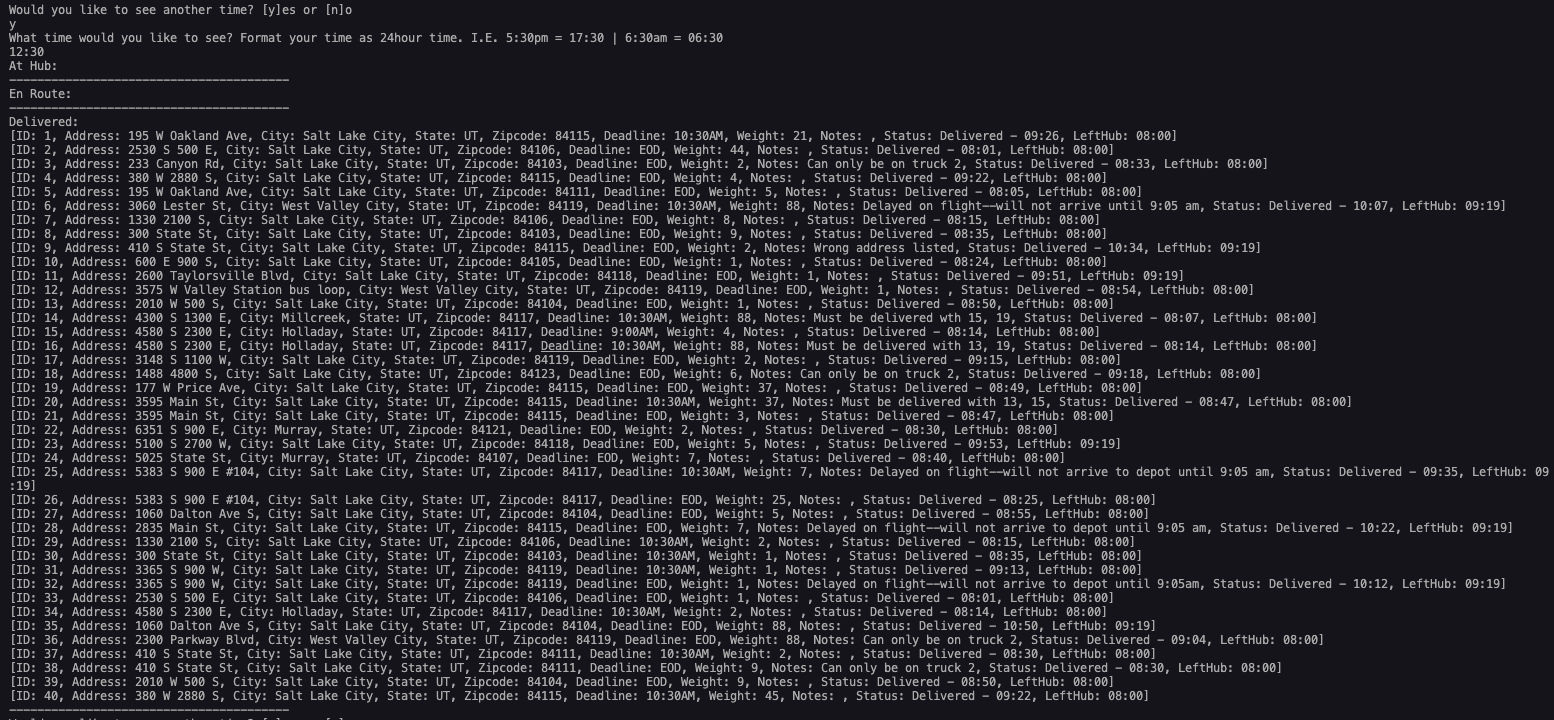 Would you like to see another time? [y]es or [n]o
y
What time would you like to see? Format your time as 24hour time. I.E. 5:30pm = 17:30 | 6:30am = 06:30
12:30
At Hub:
----------------------------------------
En Route:
----------------------------------------
Delivered:
[ID: 1, Address: 195 W Oakland Ave, City: Salt Lake City, State: UT, Zipcode: 84115, Deadline: 10:30AM, Weight: 21, Notes: , Status: Delivered - 09:26, LeftHub: 08:00]
[ID: 2, Address: 2530 S 500 E, City: Salt Lake City, State: UT, Zipcode: 84106, Deadline: EOD, Weight: 44, Notes: , Status: Delivered - 08:01, LeftHub: 08:00]
[ID: 3, Address: 233 Canyon Rd, City: Salt Lake City, State: UT, Zipcode: 84103, Deadline: EOD, Weight: 2, Notes: Can only be on truck 2, Status: Delivered - 08:33, LeftHub: 08:00]
[ID: 4, Address: 380 W 2880 S, City: Salt Lake City, State: UT, Zipcode: 84115, Deadline: EOD, Weight: 4, Notes: , Status: Delivered - 09:22, LeftHub: 08:00]
[ID: 5, Address: 195 W Oakland Ave, City: Salt Lake City, State: UT, Zipcode: 84111, Deadline: EOD, Weight: 5, Notes: , Status: Delivered - 08:05, LeftHub: 08:00]
[ID: 6, Address: 3060 Lester St, City: West Valley City, State: UT, Zipcode: 84119, Deadline: 10:30AM, Weight: 88, Notes: Delayed on flight--will not arrive until 9:05 am, Status: Delivered - 10:07, LeftHub: 09:19]
[ID: 7, Address: 1330 2100 S, City: Salt Lake City, State: UT, Zipcode: 84106, Deadline: EOD, Weight: 8, Notes: , Status: Delivered - 08:15, LeftHub: 08:00]
[ID: 8, Address: 300 State St, City: Salt Lake City, State: UT, Zipcode: 84103, Deadline: EOD, Weight: 9, Notes: , Status: Delivered - 08:35, LeftHub: 08:00]
[ID: 9, Address: 410 S State St, City: Salt Lake City, State: UT, Zipcode: 84115, Deadline: EOD, Weight: 2, Notes: Wrong address listed, Status: Delivered - 10:34, LeftHub: 09:19]
[ID: 10, Address: 600 E 900 S, City: Salt Lake City, State: UT, Zipcode: 84105, Deadline: EOD, Weight: 1, Notes: , Status: Delivered - 08:24, LeftHub: 08:00]
[ID: 11, Address: 2600 Taylorsville Blvd, City: Salt Lake City, State: UT, Zipcode: 84118, Deadline: EOD, Weight: 1, Notes: , Status: Delivered - 09:51, LeftHub: 09:19]
[ID: 12, Address: 3575 W Valley Station bus loop, City: West Valley City, State: UT, Zipcode: 84119, Deadline: EOD, Weight: 1, Notes: , Status: Delivered - 08:54, LeftHub: 08:00]
[ID: 13, Address: 2010 W 500 S, City: Salt Lake City, State: UT, Zipcode: 84104, Deadline: EOD, Weight: 1, Notes: , Status: Delivered - 08:50, LeftHub: 08:00]
[ID: 14, Address: 4300 S 1300 E, City: Millcreek, State: UT, Zipcode: 84117, Deadline: 10:30AM, Weight: 88, Notes: Must be delivered wth 15, 19, Status: Delivered - 08:07, LeftHub: 08:00]
[ID: 15, Address: 4580 S 2300 E, City: Holladay, State: UT, Zipcode: 84117, Deadline: 9:00AM, Weight: 4, Notes: , Status: Delivered - 08:14, LeftHub: 08:00]
[ID: 16, Address: 4580 S 2300 E, City: Holladay, State: UT, Zipcode: 84117, Deadline: 10:30AM, Weight: 88, Notes: Must be delivered with 13, 19, Status: Delivered - 08:14, LeftHub: 08:00]
[ID: 17, Address: 3148 S 1100 W, City: Salt Lake City, State: UT, Zipcode: 84119, Deadline: EOD, Weight: 2, Notes: , Status: Delivered - 09:15, LeftHub: 08:00]
[ID: 18, Address: 1488 4800 S, City: Salt Lake City, State: UT, Zipcode: 84123, Deadline: EOD, Weight: 6, Notes: Can only be on truck 2, Status: Delivered - 09:18, LeftHub: 08:00]
[ID: 19, Address: 177 W Price Ave, City: Salt Lake City, State: UT, Zipcode: 84115, Deadline: EOD, Weight: 37, Notes: , Status: Delivered - 08:49, LeftHub: 08:00]
[ID: 20, Address: 3595 Main St, City: Salt Lake City, State: UT, Zipcode: 84115, Deadline: 10:30AM, Weight: 37, Notes: Must be delivered with 13, 15, Status: Delivered - 08:47, LeftHub: 08:00]
[ID: 21, Address: 3595 Main St, City: Salt Lake City, State: UT, Zipcode: 84115, Deadline: EOD, Weight: 3, Notes: , Status: Delivered - 08:47, LeftHub: 08:00]
[ID: 22, Address: 6351 S 900 E, City: Murray, State: UT, Zipcode: 84121, Deadline: EOD, Weight: 2, Notes: , Status: Delivered - 08:30, LeftHub: 08:00]
[ID: 23, Address: 5100 S 2700 W, City: Salt Lake City, State: UT, Zipcode: 84118, Deadline: EOD, Weight: 5, Notes: , Status: Delivered - 09:53, LeftHub: 09:19]
[ID: 24, Address: 5025 State St, City: Murray, State: UT, Zipcode: 84107, Deadline: EOD, Weight: 7, Notes: , Status: Delivered - 08:40, LeftHub: 08:00]
[ID: 25, Address: 5383 S 900 E #104, City: Salt Lake City, State: UT, Zipcode: 84117, Deadline: 10:30AM, Weight: 7, Notes: Delayed on flight--will not arrive to depot until 9:05 am, Status: Delivered - 09:35, LeftHub: 09
:19]
[ID: 26, Address: 5383 S 900 E #104, City: Salt Lake City, State: UT, Zipcode: 84117, Deadline: EOD, Weight: 25, Notes: , Status: Delivered - 08:25, LeftHub: 08:00]
[ID: 27, Address: 1060 Dalton Ave S, City: Salt Lake City, State: UT, Zipcode: 84104, Deadline: EOD, Weight: 5, Notes: , Status: Delivered - 08:55, LeftHub: 08:00]
[ID: 28, Address: 2835 Main St, City: Salt Lake City, State: UT, Zipcode: 84115, Deadline: EOD, Weight: 7, Notes: Delayed on flight--will not arrive to depot until 9:05 am, Status: Delivered - 10:22, LeftHub: 09:19]
[ID: 29, Address: 1330 2100 S, City: Salt Lake City, State: UT, Zipcode: 84106, Deadline: 10:30AM, Weight: 2, Notes: , Status: Delivered - 08:15, LeftHub: 08:00]
[ID: 30, Address: 300 State St, City: Salt Lake City, State: UT, Zipcode: 84103, Deadline: 10:30AM, Weight: 1, Notes: , Status: Delivered - 08:35, LeftHub: 08:00]
[ID: 31, Address: 3365 S 900 W, City: Salt Lake City, State: UT, Zipcode: 84119, Deadline: 10:30AM, Weight: 1, Notes: , Status: Delivered - 09:13, LeftHub: 08:00]
[ID: 32, Address: 3365 S 900 W, City: Salt Lake City, State: UT, Zipcode: 84119, Deadline: EOD, Weight: 1, Notes: Delayed on flight--will not arrive to depot until 9:05am, Status: Delivered - 10:12, LeftHub: 09:19]
[ID: 33, Address: 2530 S 500 E, City: Salt Lake City, State: UT, Zipcode: 84106, Deadline: EOD, Weight: 1, Notes: , Status: Delivered - 08:01, LeftHub: 08:00]
[ID: 34, Address: 4580 S 2300 E, City: Holladay, State: UT, Zipcode: 84117, Deadline: 10:30AM, Weight: 2, Notes: , Status: Delivered - 08:14, LeftHub: 08:00]
[ID: 35, Address: 1060 Dalton Ave S, City: Salt Lake City, State: UT, Zipcode: 84104, Deadline: EOD, Weight: 88, Notes: , Status: Delivered - 10:50, LeftHub: 09:19]
[ID: 36, Address: 2300 Parkway Blvd, City: West Valley City, State: UT, Zipcode: 84119, Deadline: EOD, Weight: 88, Notes: Can only be on truck 2, Status: Delivered - 09:04, LeftHub: 08:00]
[ID: 37, Address: 410 S State St, City: Salt Lake City, State: UT, Zipcode: 84111, Deadline: 10:30AM, Weight: 2, Notes: , Status: Delivered - 08:30, LeftHub: 08:00]
[ID: 38, Address: 410 S State St, City: Salt Lake City, State: UT, Zipcode: 84111, Deadline: EOD, Weight: 9, Notes: Can only be on truck 2, Status: Delivered - 08:30, LeftHub: 08:00]
[ID: 39, Address: 2010 W 500 S, City: Salt Lake City, State: UT, Zipcode: 84104, Deadline: EOD, Weight: 9, Notes: , Status: Delivered - 08:50, LeftHub: 08:00]
[ID: 40, Address: 380 W 2880 S, City: Salt Lake City, State: UT, Zipcode: 84115, Deadline: 10:30AM, Weight: 45, Notes: , Status: Delivered - 09:22, LeftHub: 08:00]
----------------------------------------